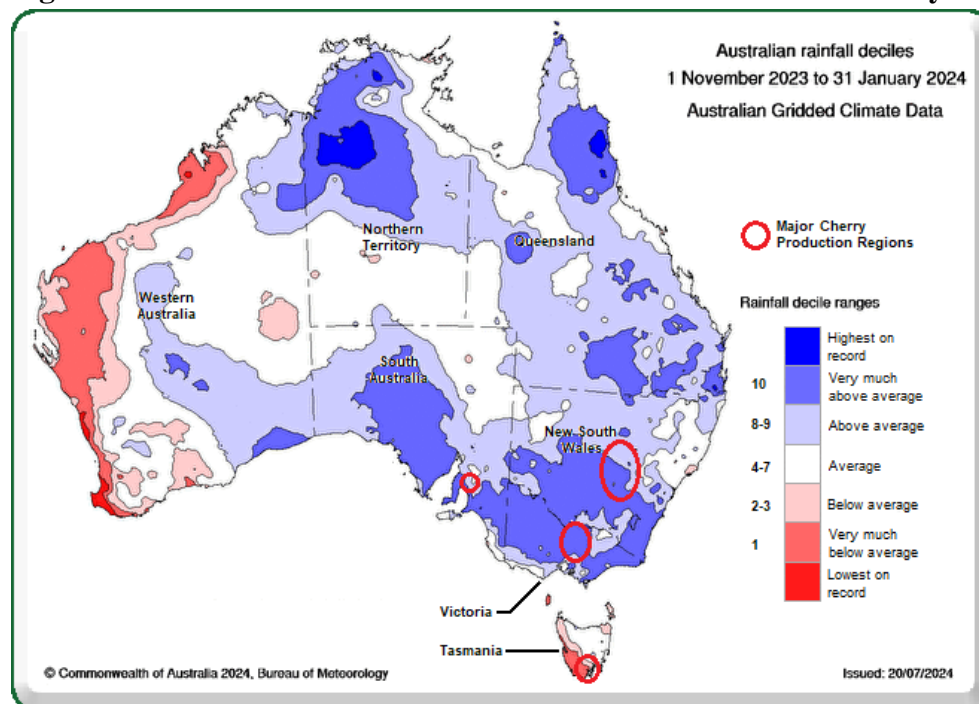 Australian rainfall deciles
1 November 2023 to 31 January 2024
Australian Gridded Climate Data
Major Cherry
Production Regions
Northern
Territory
Queensland
Western
Australia
South
Australia
New South
Wales
Victoria
Tasmania
Rainfall decile ranges
Highest on
record
10 Very much
above average
8-9 Above average
4-7 Average
2-3 Below average
1 Very much
below average
Lowest on
record
© Commonwealth of Australia 2024, Bureau of Meteorology
Issued: 20/07/2024